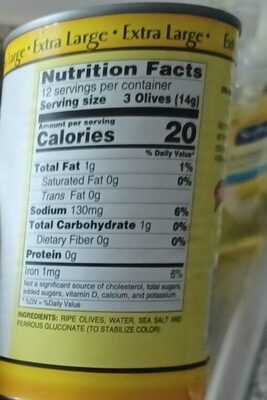 Large • Extra Large • Extra Large •
Nutrition Facts
12 servings per container
Serving size 3 Olives (14g)
Amount per serving
Calories 20
% Daily Value*
Total Fat 1g 1%
Saturated Fat 0g 0%
Trans Fat 0g
Sodium 130mg 6%
Total Carbohydrate 1g 0%
Dietary Fiber 0g 0%
Protein 0g
Iron 1mg 6%
Not a significant source of cholesterol, total sugars,
added sugars, vitamin D, calcium, and potassium.
*%DV = %Daily Value
INGREDIENTS: RIPE OLIVES, WATER, SEA SALT AND
FERROUS GLUCONATE (TO STABILIZE COLOR)